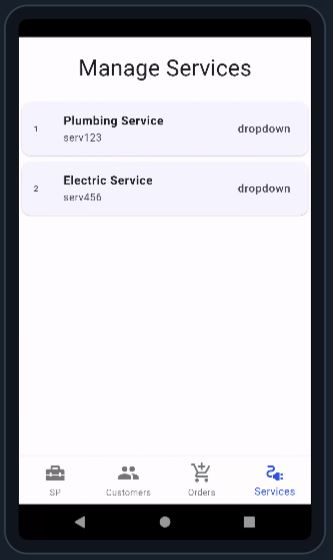 Manage Services
1
Plumbing Service
serv123
dropdown
2
Electric Service
serv456
dropdown
SP
Customers
Orders
Services